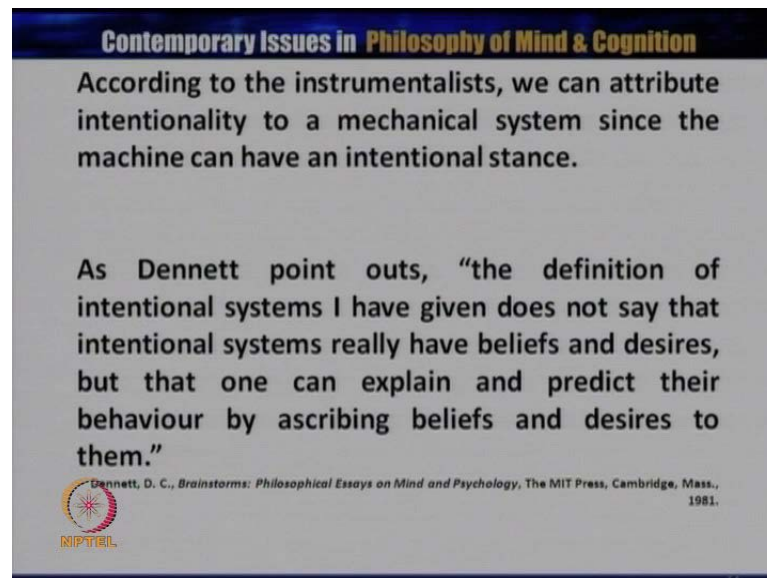 Contemporary Issues in Philosophy of Mind & Cognition
According to the instrumentalists, we can attribute
intentionality to a mechanical system since the
machine can have an intentional stance.
As Dennett point outs, “the definition of
intentional systems I have given does not say that
intentional systems really have beliefs and desires,
but that one can explain and predict their
behaviour by ascribing beliefs and desires to
them.”
Dennett, D. C., Brainstorms: Philosophical Essays on Mind and Psychology, The MIT Press, Cambridge, Mass.,
1981.
NPTEL